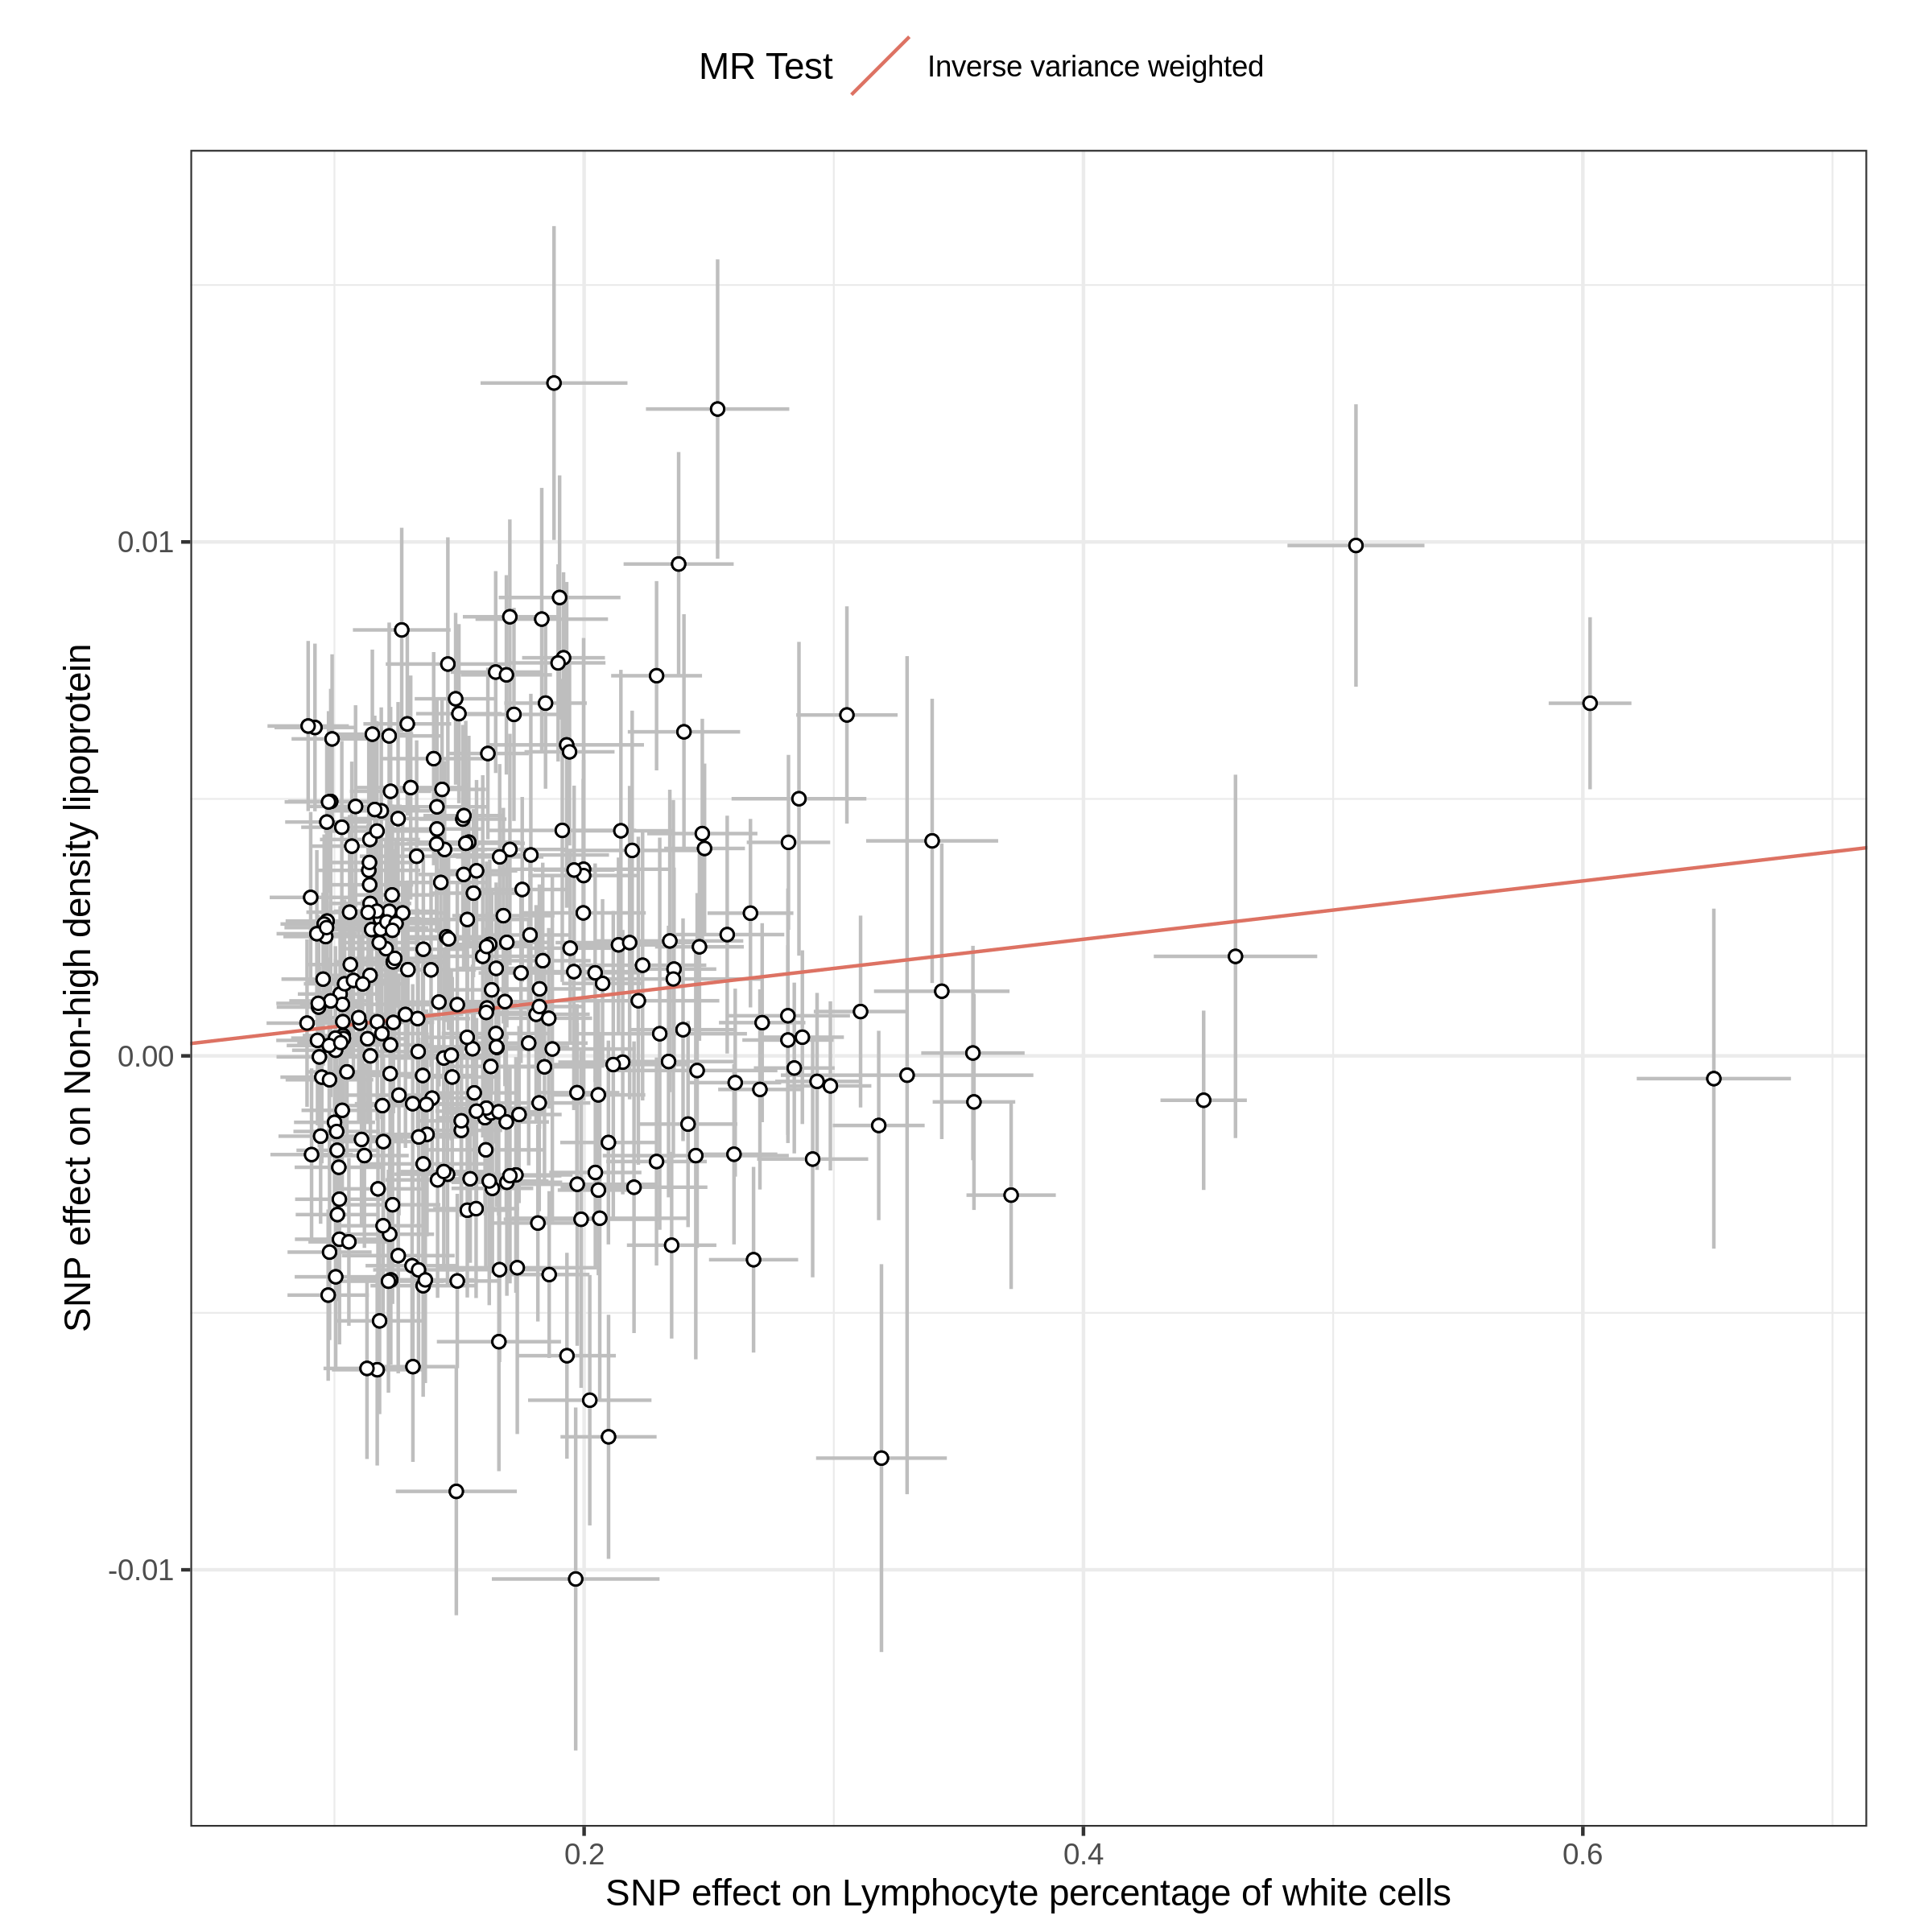 MR Test
Inverse variance weighted
SNP effect on Non-high density lipoprotein
0.01
0.00
-0.01
0.2
0.4
0.6
SNP effect on Lymphocyte percentage of white cells